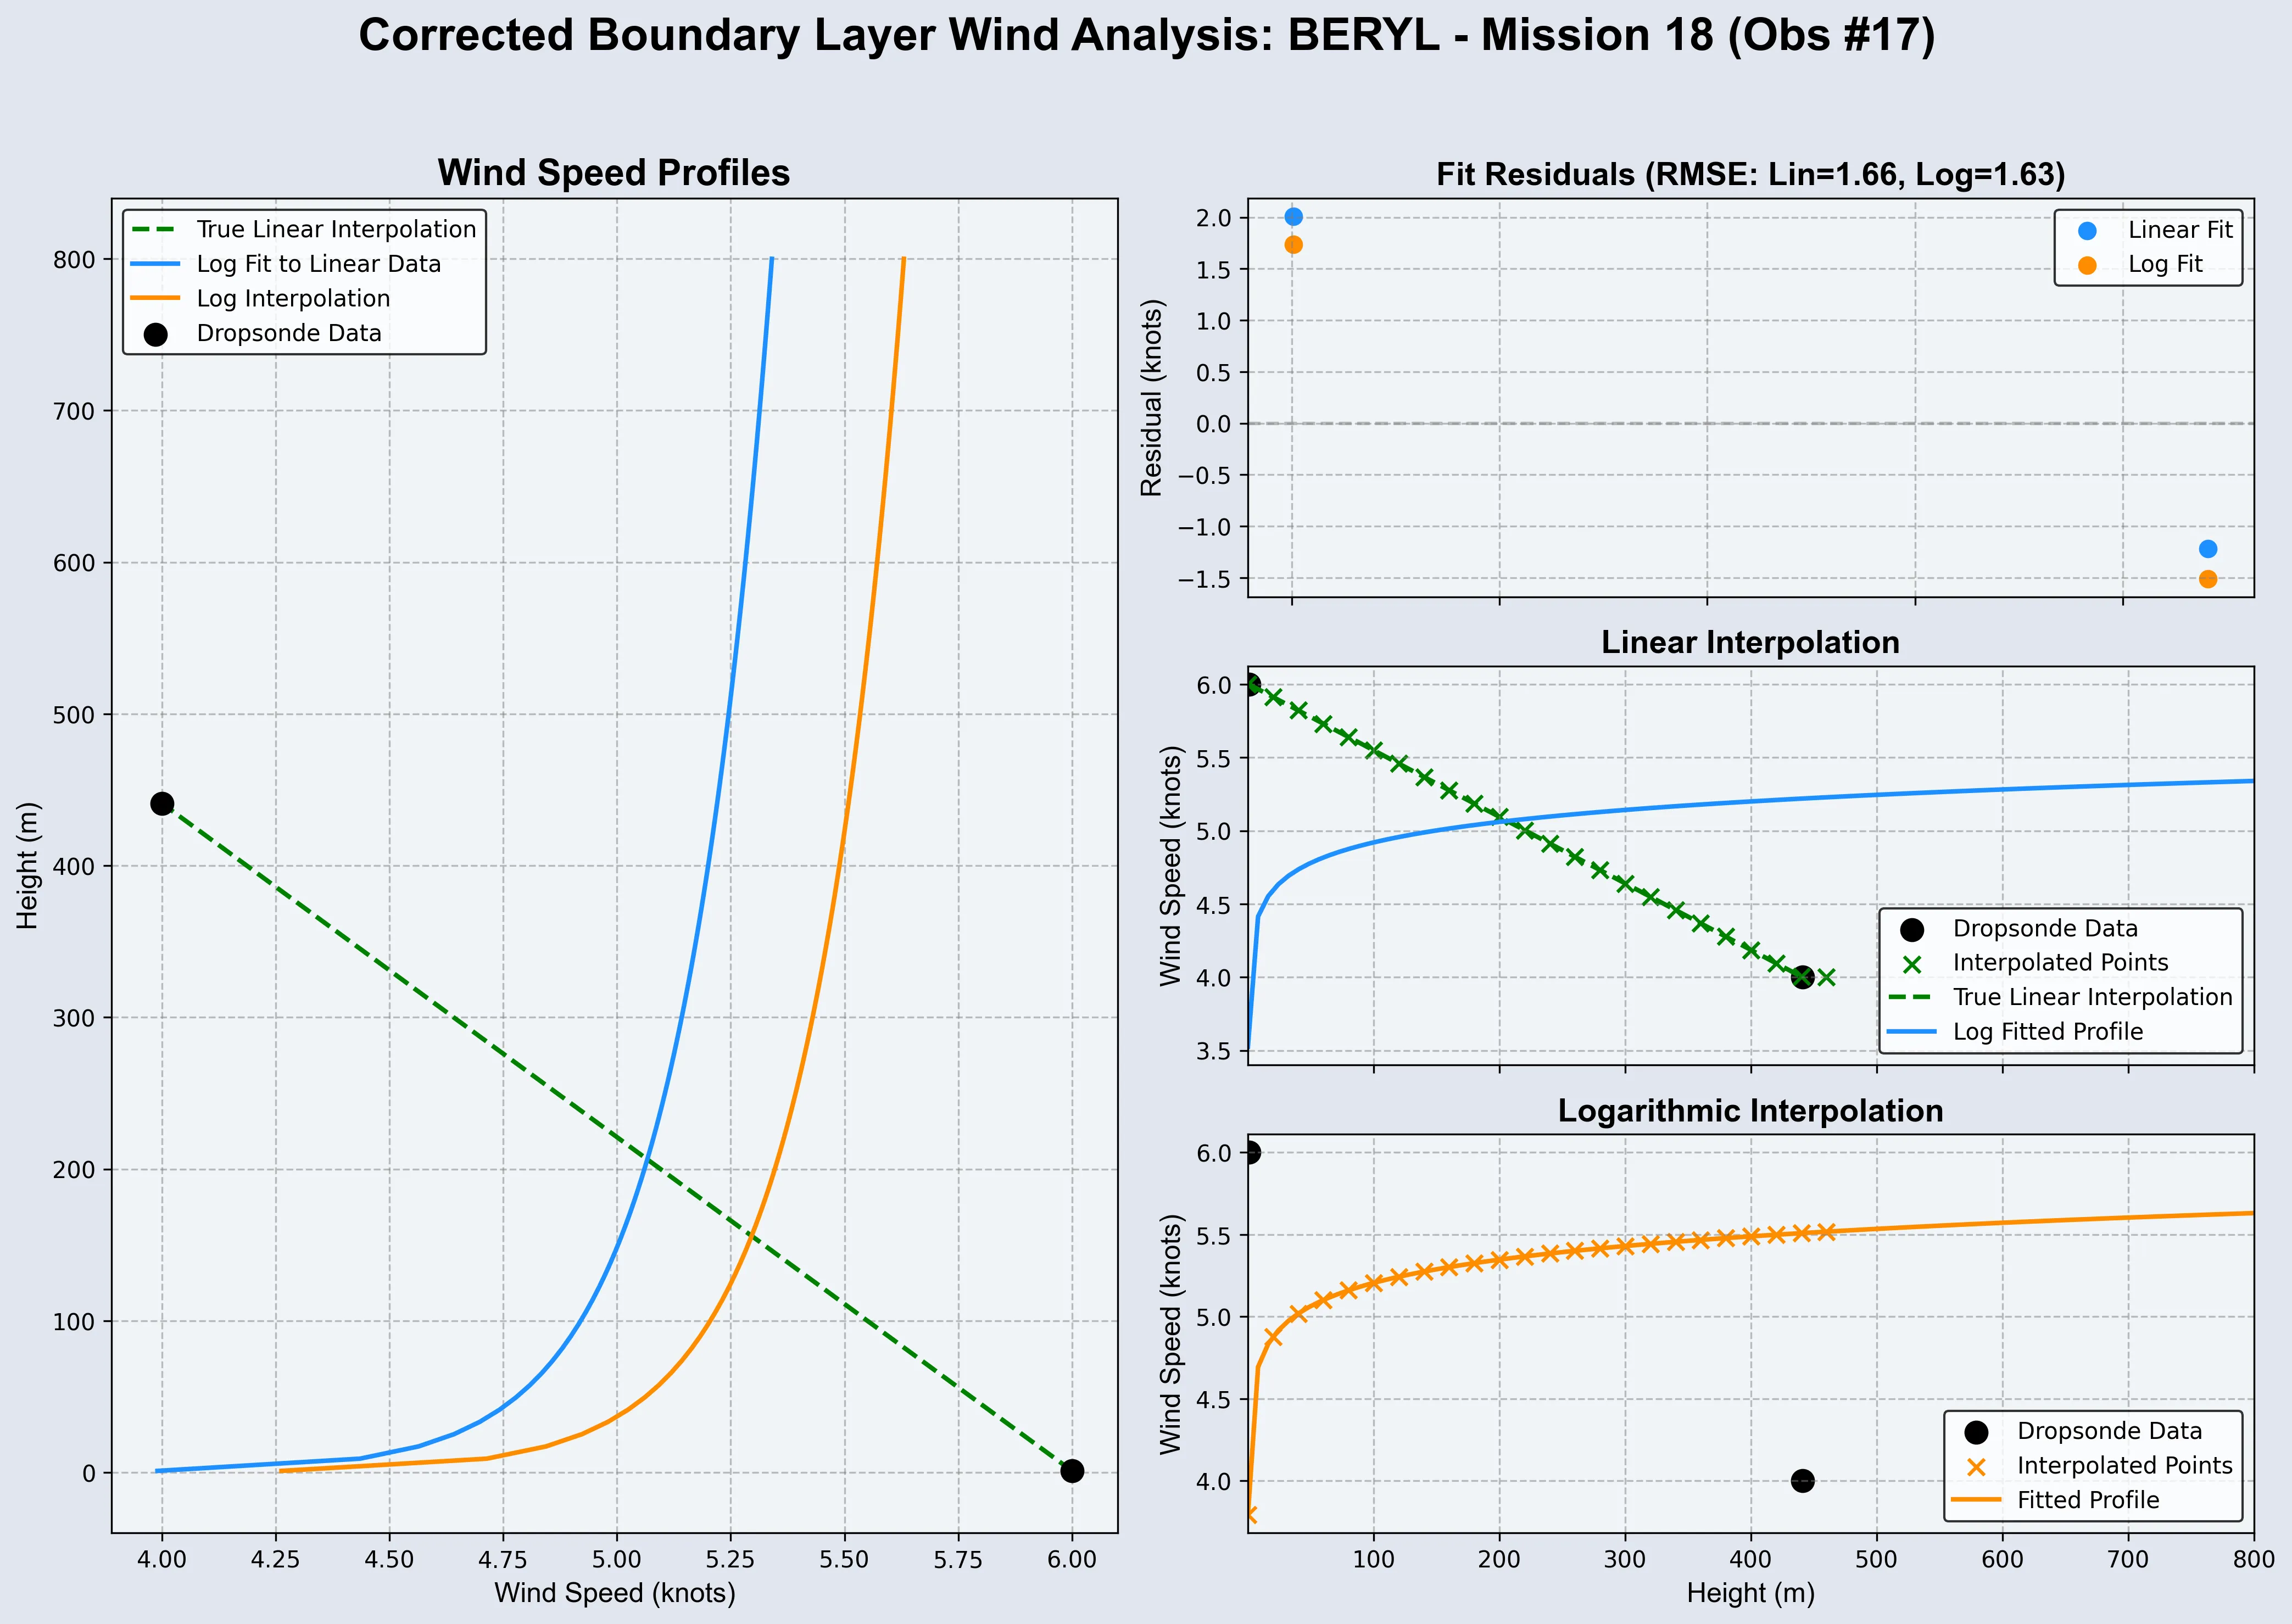 Corrected Boundary Layer Wind Analysis: BERYL - Mission 18 (Obs #17)
Wind Speed Profiles
True Linear Interpolation
Log Fit to Linear Data
Log Interpolation
Dropsonde Data
Height (m)
800
700
600
500
400
300
200
100
0
4.00 4.25 4.50 4.75 5.00 5.25 5.50 5.75 6.00
Wind Speed (knots)
Fit Residuals (RMSE: Lin=1.66, Log=1.63)
Linear Fit
Log Fit
Residual (knots)
2.0
1.5
1.0
0.5
0.0
−0.5
−1.0
−1.5
Linear Interpolation
Wind Speed (knots)
6.0
5.5
5.0
4.5
4.0
3.5
Dropsonde Data
Interpolated Points
True Linear Interpolation
Log Fitted Profile
Logarithmic Interpolation
Wind Speed (knots)
6.0
5.5
5.0
4.5
4.0
Dropsonde Data
Interpolated Points
Fitted Profile
100 200 300 400 500 600 700 800
Height (m)